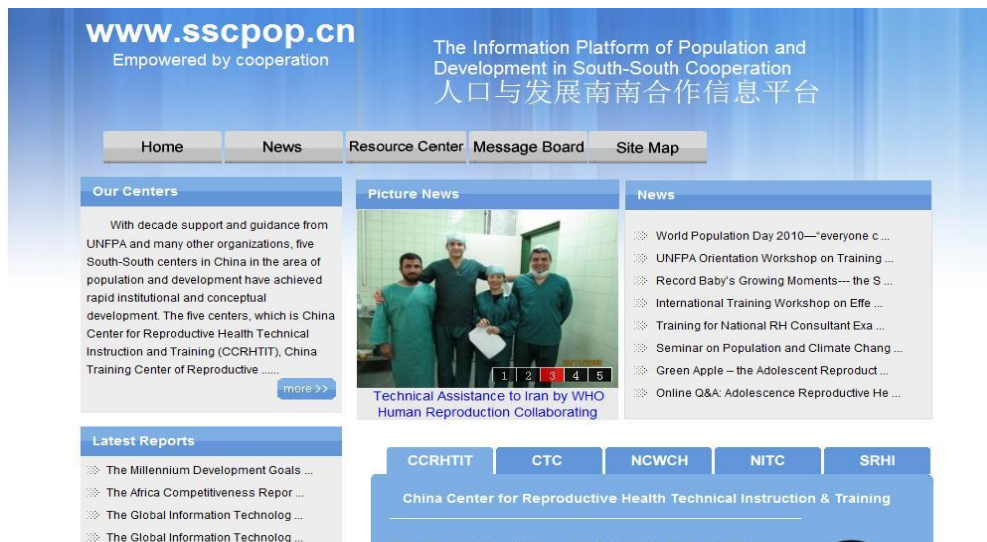 www.sscpop.cn
Empowered by cooperation
The Information Platform of Population and
Development in South-South Cooperation
人口与发展南南合作信息平台
Home News Resource Center Message Board Site Map
Our Centers
With decade support and guidance from
UNFPA and many other organizations, five
South-South centers in China in the area of
population and development have achieved
rapid institutional and conceptual
development. The five centers, which is China
Center for Reproductive Health Technical
Instruction and Training (CCRHTIT), China
Training Center of Reproductive ......
more >>
Picture News
1 2 3 4 5
Technical Assistance to Iran by WHO
Human Reproduction Collaborating
News
World Population Day 2010—“everyone c ...
UNFPA Orientation Workshop on Training ...
Record Baby's Growing Moments--- the S ...
International Training Workshop on Effe ...
Training for National RH Consultant Exa ...
Seminar on Population and Climate Chang ...
Green Apple – the Adolescent Reproduct ...
Online Q&A: Adolescence Reproductive He ...
Latest Reports
The Millennium Development Goals ...
The Africa Competitiveness Repor ...
The Global Information Technolog ...
The Global Information Technolog ...
CCRHTIT CTC NCWCH NITC SRHI
China Center for Reproductive Health Technical Instruction & Training